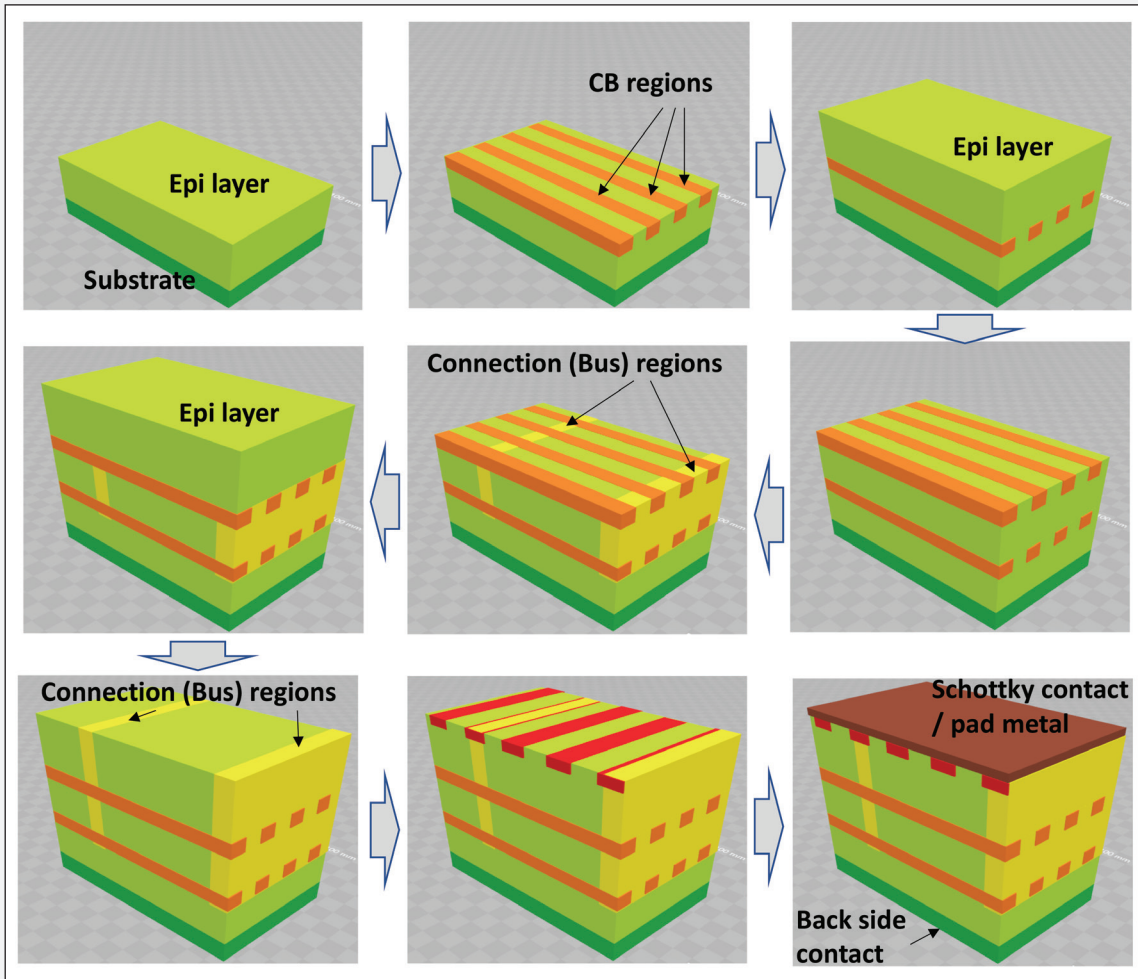 Epi layer
Substrate
CB regions
Epi layer
Epi layer
Connection (Bus) regions
Connection (Bus) regions
Schottky contact
/ pad metal
Back side
contact